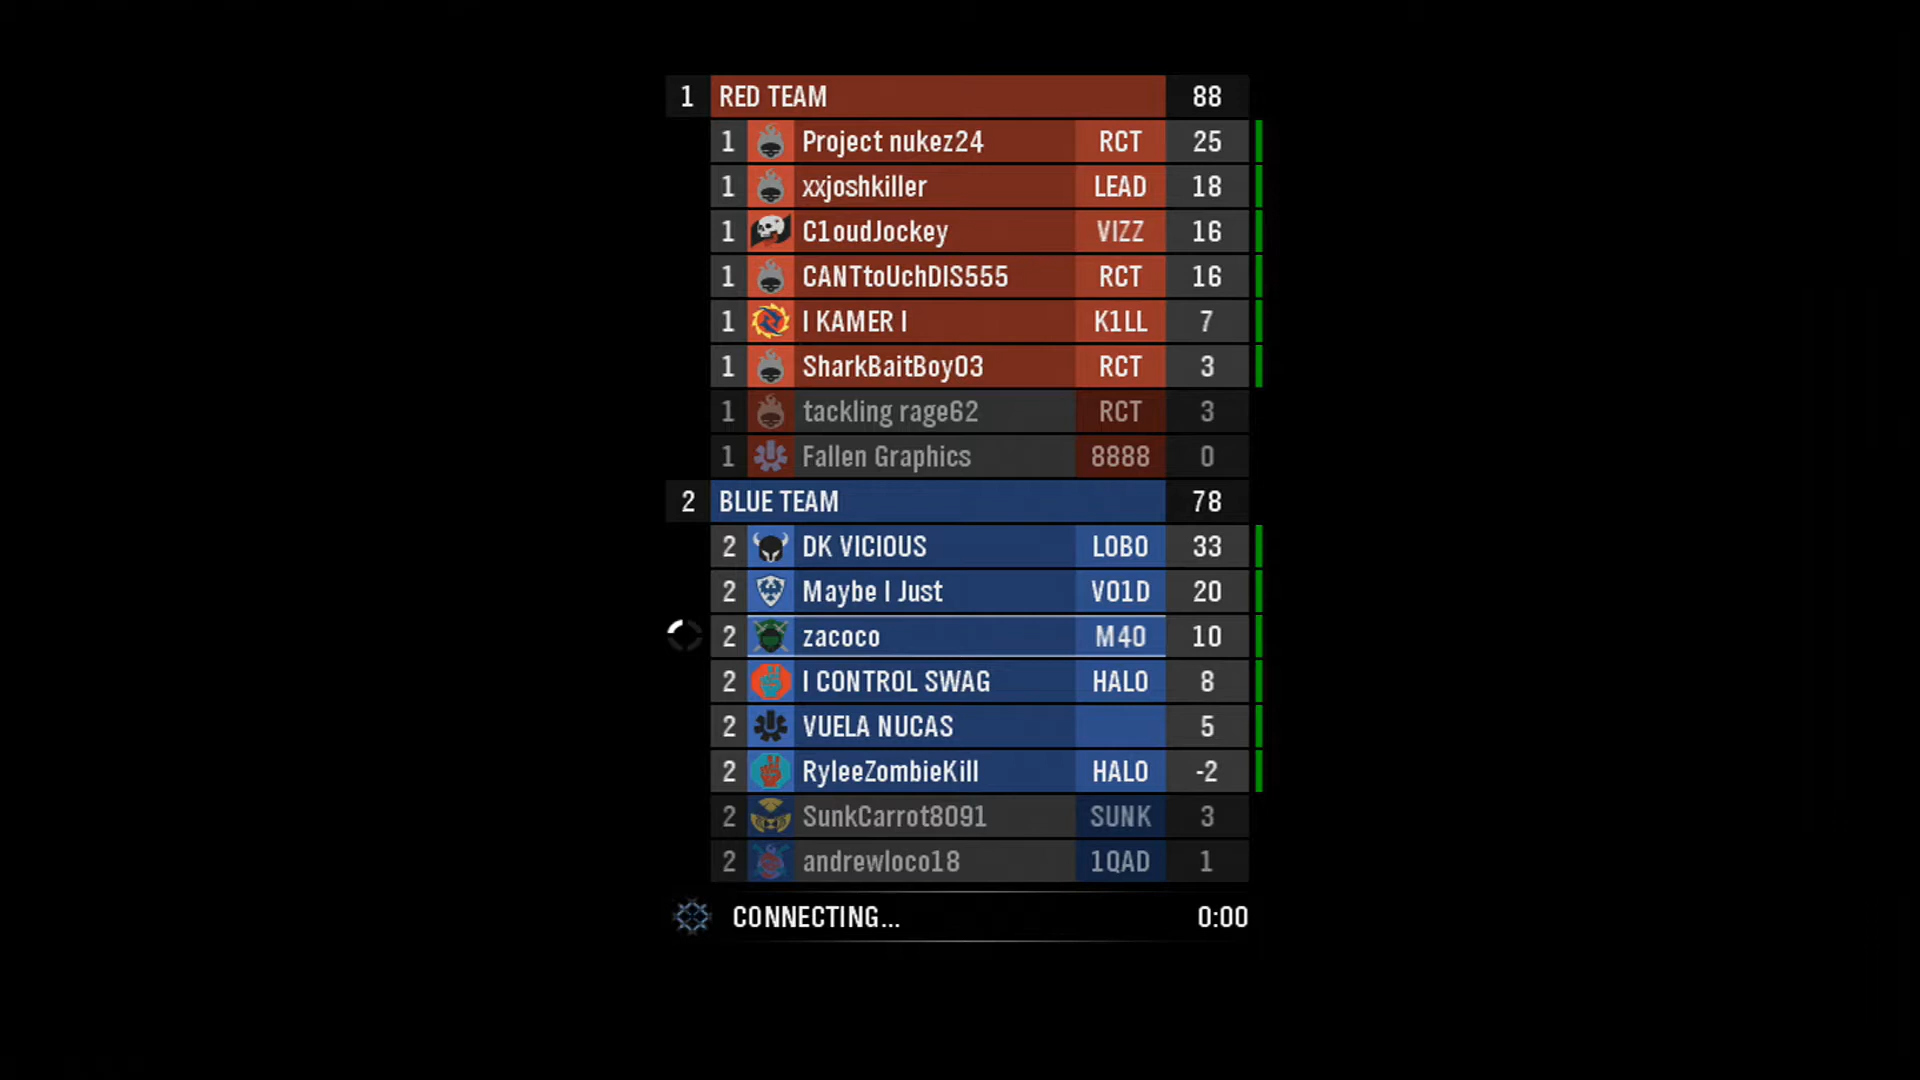 1 RED TEAM 88
1 Project nukez24 RCT 25
1 xxjoshkiller LEAD 18
1 C1oudJockey VIZZ 16
1 CANTtoUchDIS555 RCT 16
1 I KAMER I K1LL 7
1 SharkBaitBoy03 RCT 3
1 tackling rage62 RCT 3
1 Fallen Graphics 8888 0
2 BLUE TEAM 78
2 DK VICIOUS LOBO 33
2 Maybe I Just V01D 20
2 zacoco M40 10
2 I CONTROL SWAG HALO 8
2 VUELA NUCAS 5
2 RyleeZombieKill HALO -2
2 SunkCarrot8091 SUNK 3
2 andrewloco18 1QAD 1
CONNECTING... 0:00